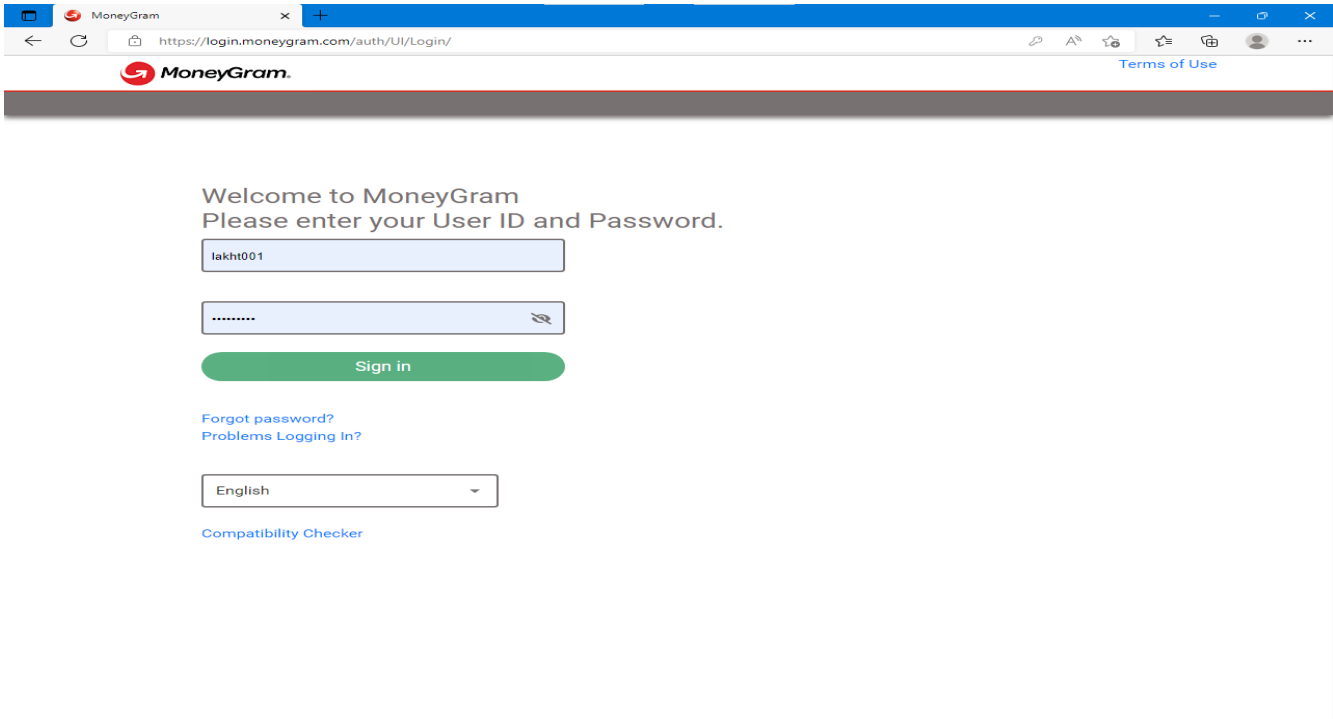 MoneyGram
https://login.moneygram.com/auth/UI/Login/
MoneyGram.
Terms of Use
Welcome to MoneyGram
Please enter your User ID and Password.
lakht001
•••••••••
Sign in
Forgot password?
Problems Logging In?
English
Compatibility Checker